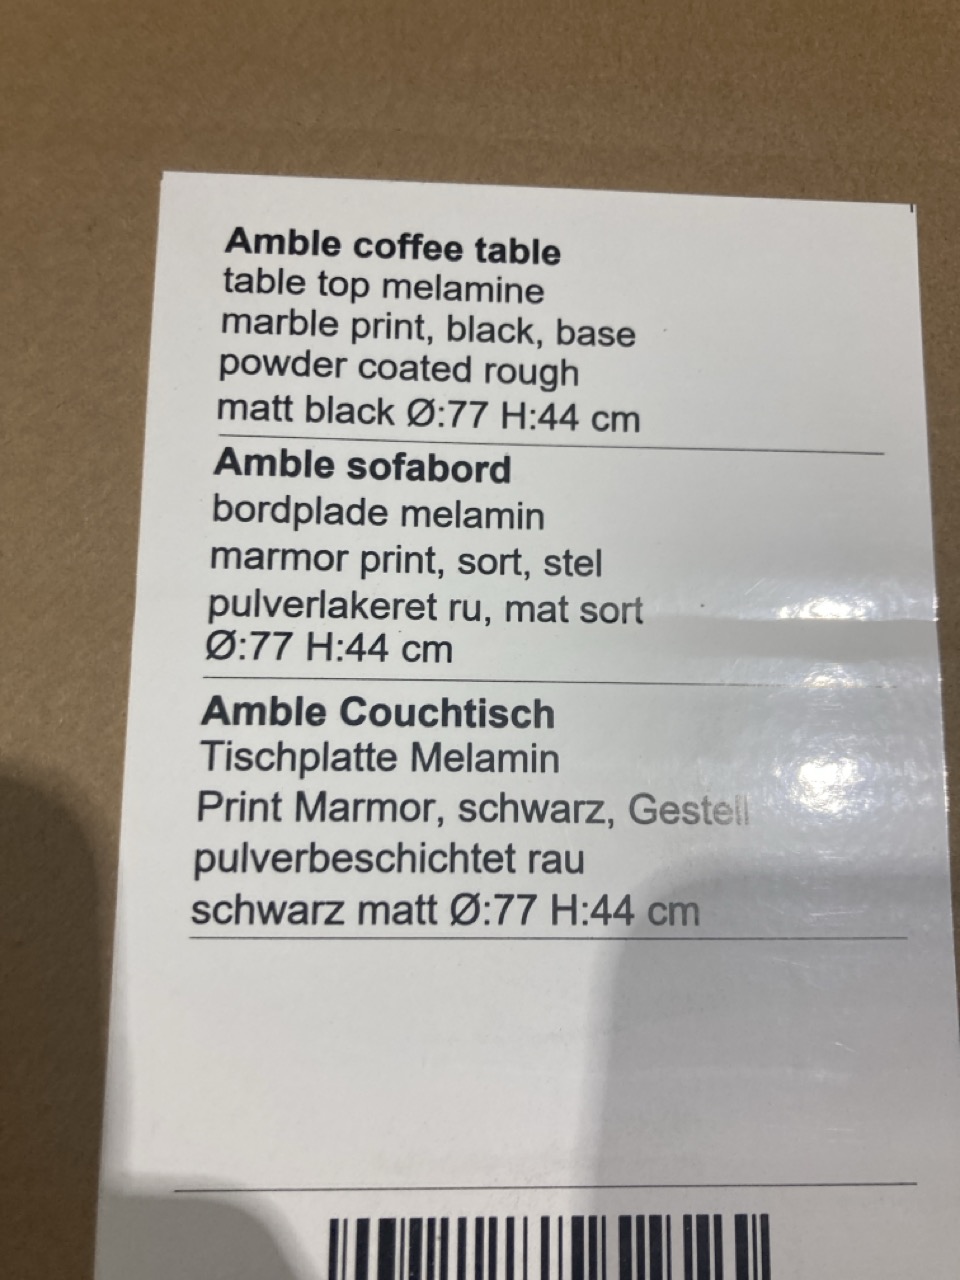 Amble coffee table
table top melamine
marble print, black, base
powder coated rough
matt black Ø:77 H:44 cm
Amble sofabord
bordplade melamin
marmor print, sort, stel
pulverlakeret ru, mat sort
Ø:77 H:44 cm
Amble Couchtisch
Tischplatte Melamin
Print Marmor, schwarz, Gestell
pulverbeschichtet rau
schwarz matt Ø:77 H:44 cm